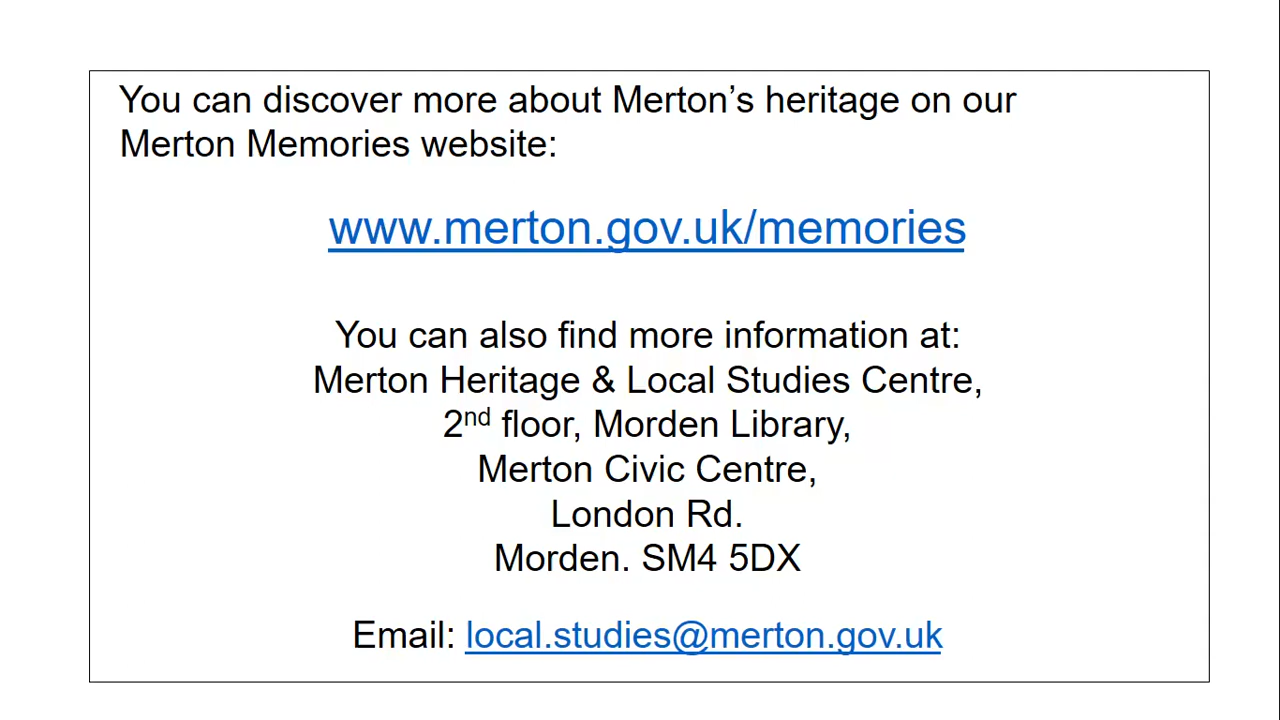 You can discover more about Merton’s heritage on our
Merton Memories website:
www.merton.gov.uk/memories
You can also find more information at:
Merton Heritage & Local Studies Centre,
2nd floor, Morden Library,
Merton Civic Centre,
London Rd.
Morden. SM4 5DX
Email: local.studies@merton.gov.uk